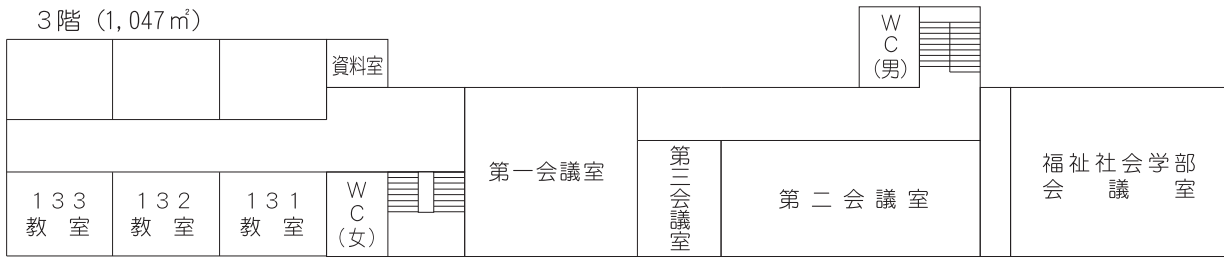 3階 (1,047㎡)
資料室
WC(男)
133
教室
132
教室
131
教室
WC(女)
第一会議室
第三会議室
第二会議室
福祉社会学部
会議室